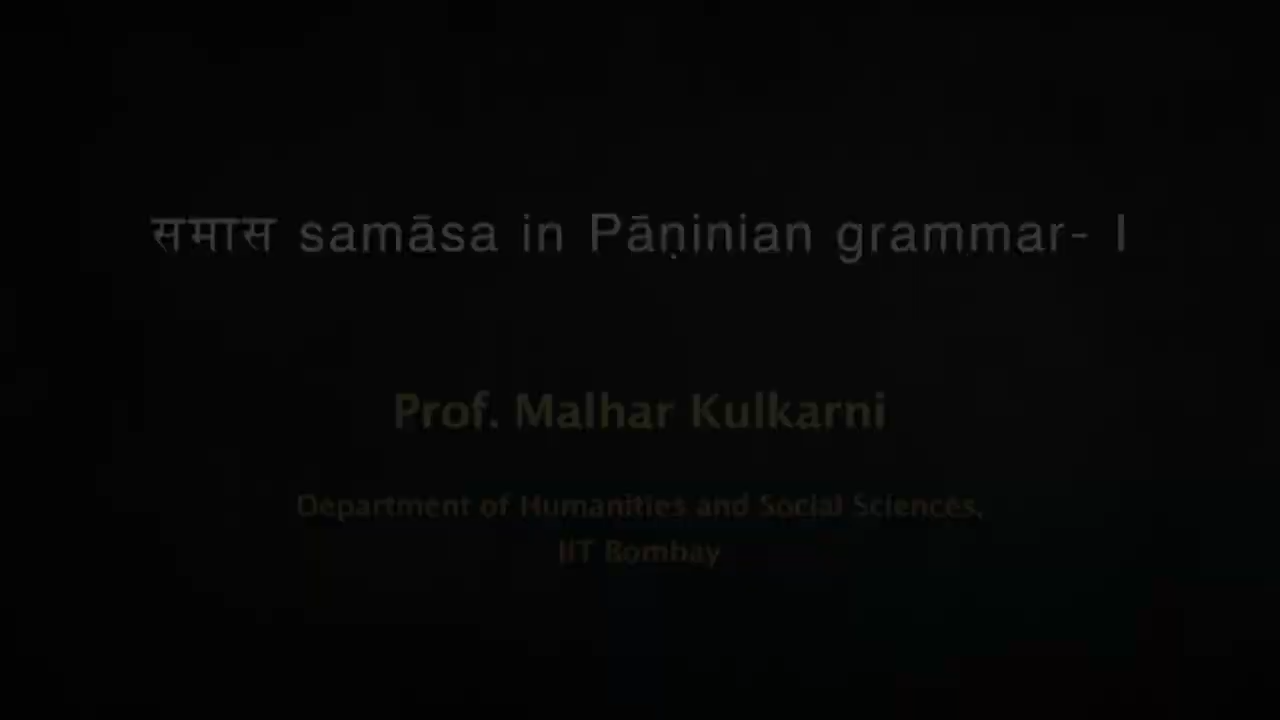 समास samāsa in Pāṇinian grammar- I
Prof. Malhar Kulkarni
Department of Humanities and Social Sciences,
IIT Bombay